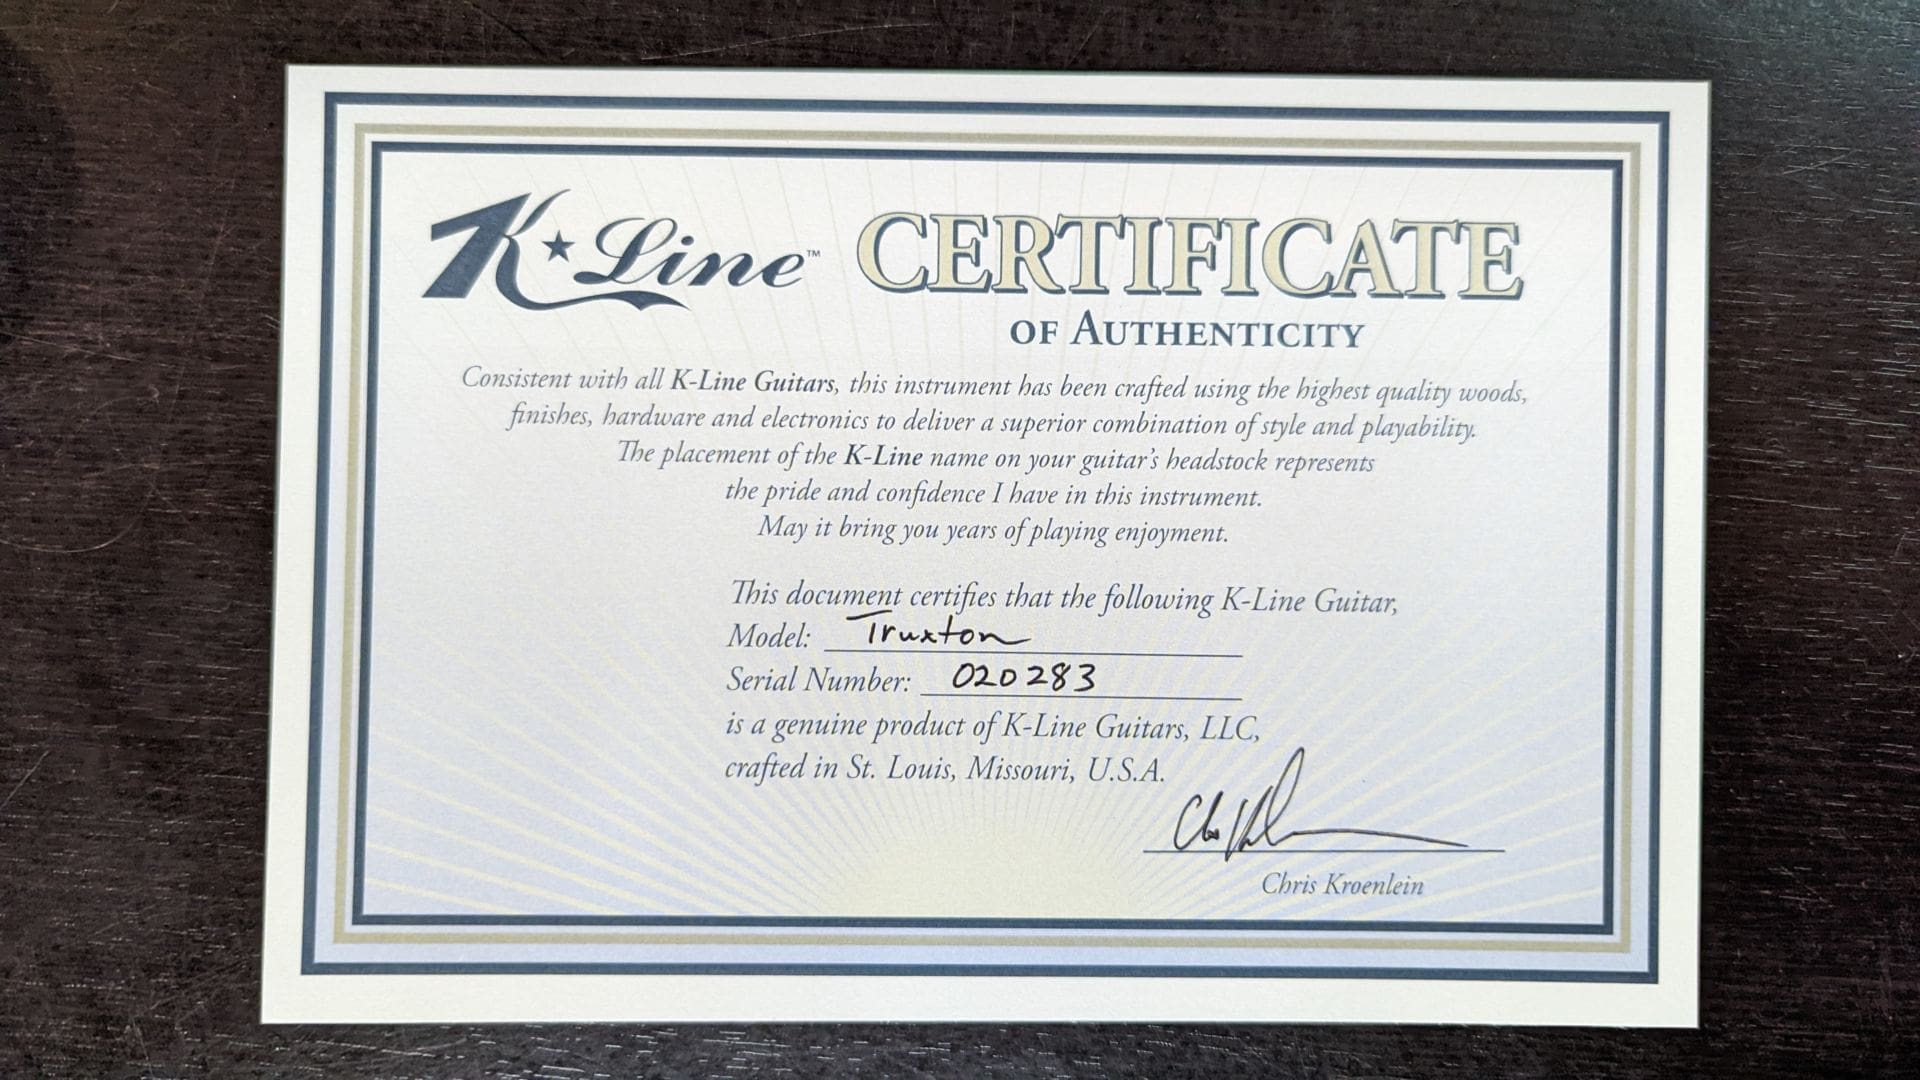 K★Line™
CERTIFICATE
OF AUTHENTICITY
Consistent with all K-Line Guitars, this instrument has been crafted using the highest quality woods,
finishes, hardware and electronics to deliver a superior combination of style and playability.
The placement of the K-Line name on your guitar's headstock represents
the pride and confidence I have in this instrument.
May it bring you years of playing enjoyment.
This document certifies that the following K-Line Guitar,
Model: Truxton
Serial Number: 020283
is a genuine product of K-Line Guitars, LLC,
crafted in St. Louis, Missouri, U.S.A.
Chris Kroenlein